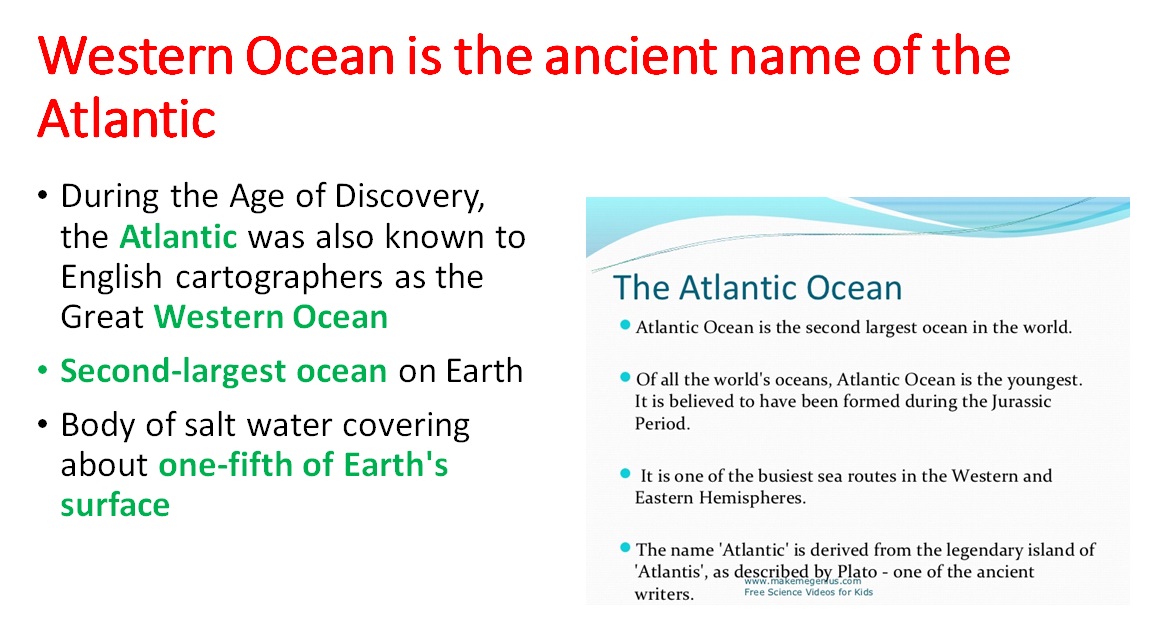 Western Ocean is the ancient name of the
Atlantic
• During the Age of Discovery,
the Atlantic was also known to
English cartographers as the
Great Western Ocean
• Second-largest ocean on Earth
• Body of salt water covering
about one-fifth of Earth's
surface
The Atlantic Ocean
• Atlantic Ocean is the second largest ocean in the world.
• Of all the world's oceans, Atlantic Ocean is the youngest.
It is believed to have been formed during the Jurassic
Period.
• It is one of the busiest sea routes in the Western and
Eastern Hemispheres.
• The name 'Atlantic' is derived from the legendary island of
'Atlantis', as described by Plato - one of the ancient
writers.
www.makemegenius.com
Free Science Videos for Kids